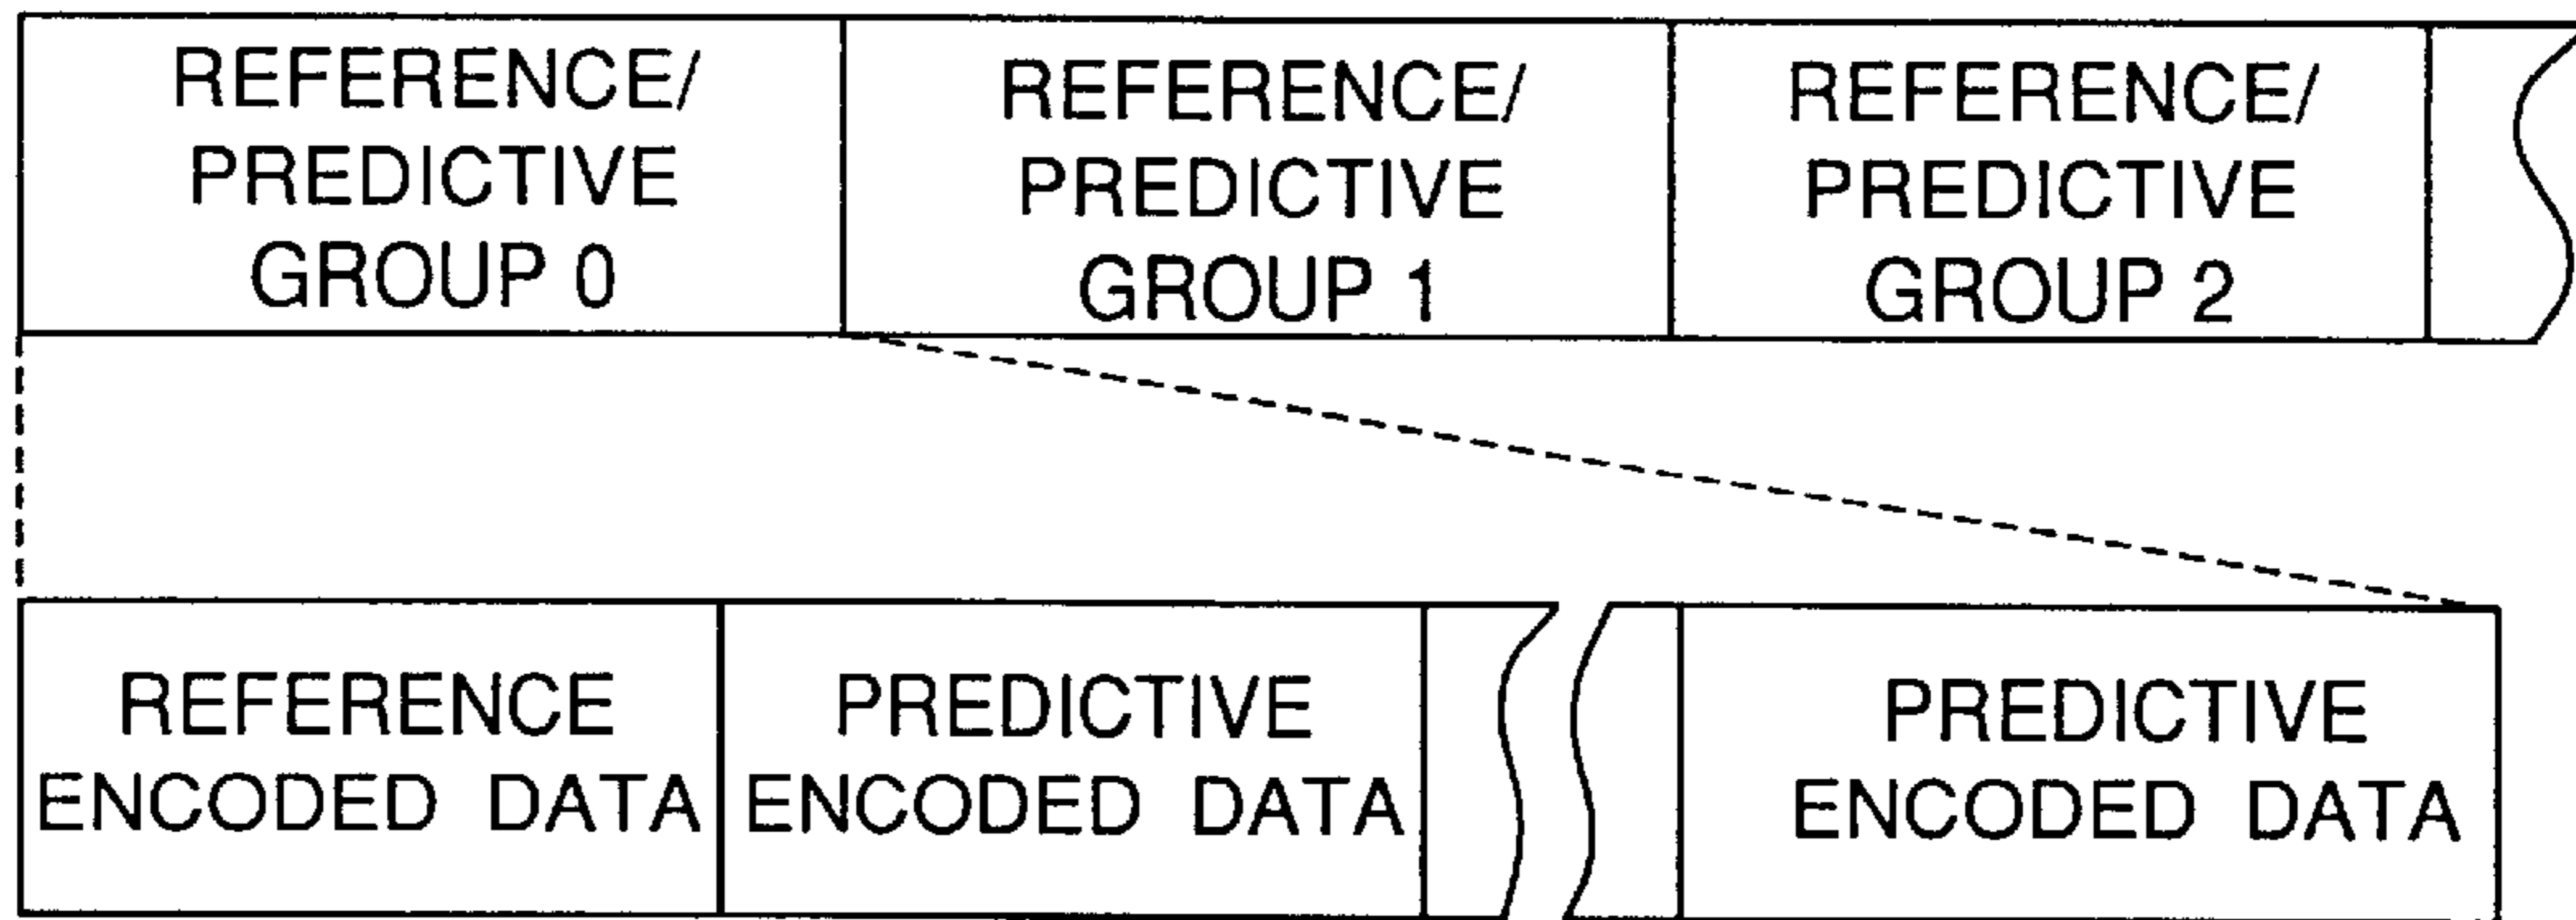 REFERENCE/
PREDICTIVE
GROUP 0
REFERENCE/
PREDICTIVE
GROUP 1
REFERENCE/
PREDICTIVE
GROUP 2
REFERENCE
ENCODED DATA
PREDICTIVE
ENCODED DATA
PREDICTIVE
ENCODED DATA